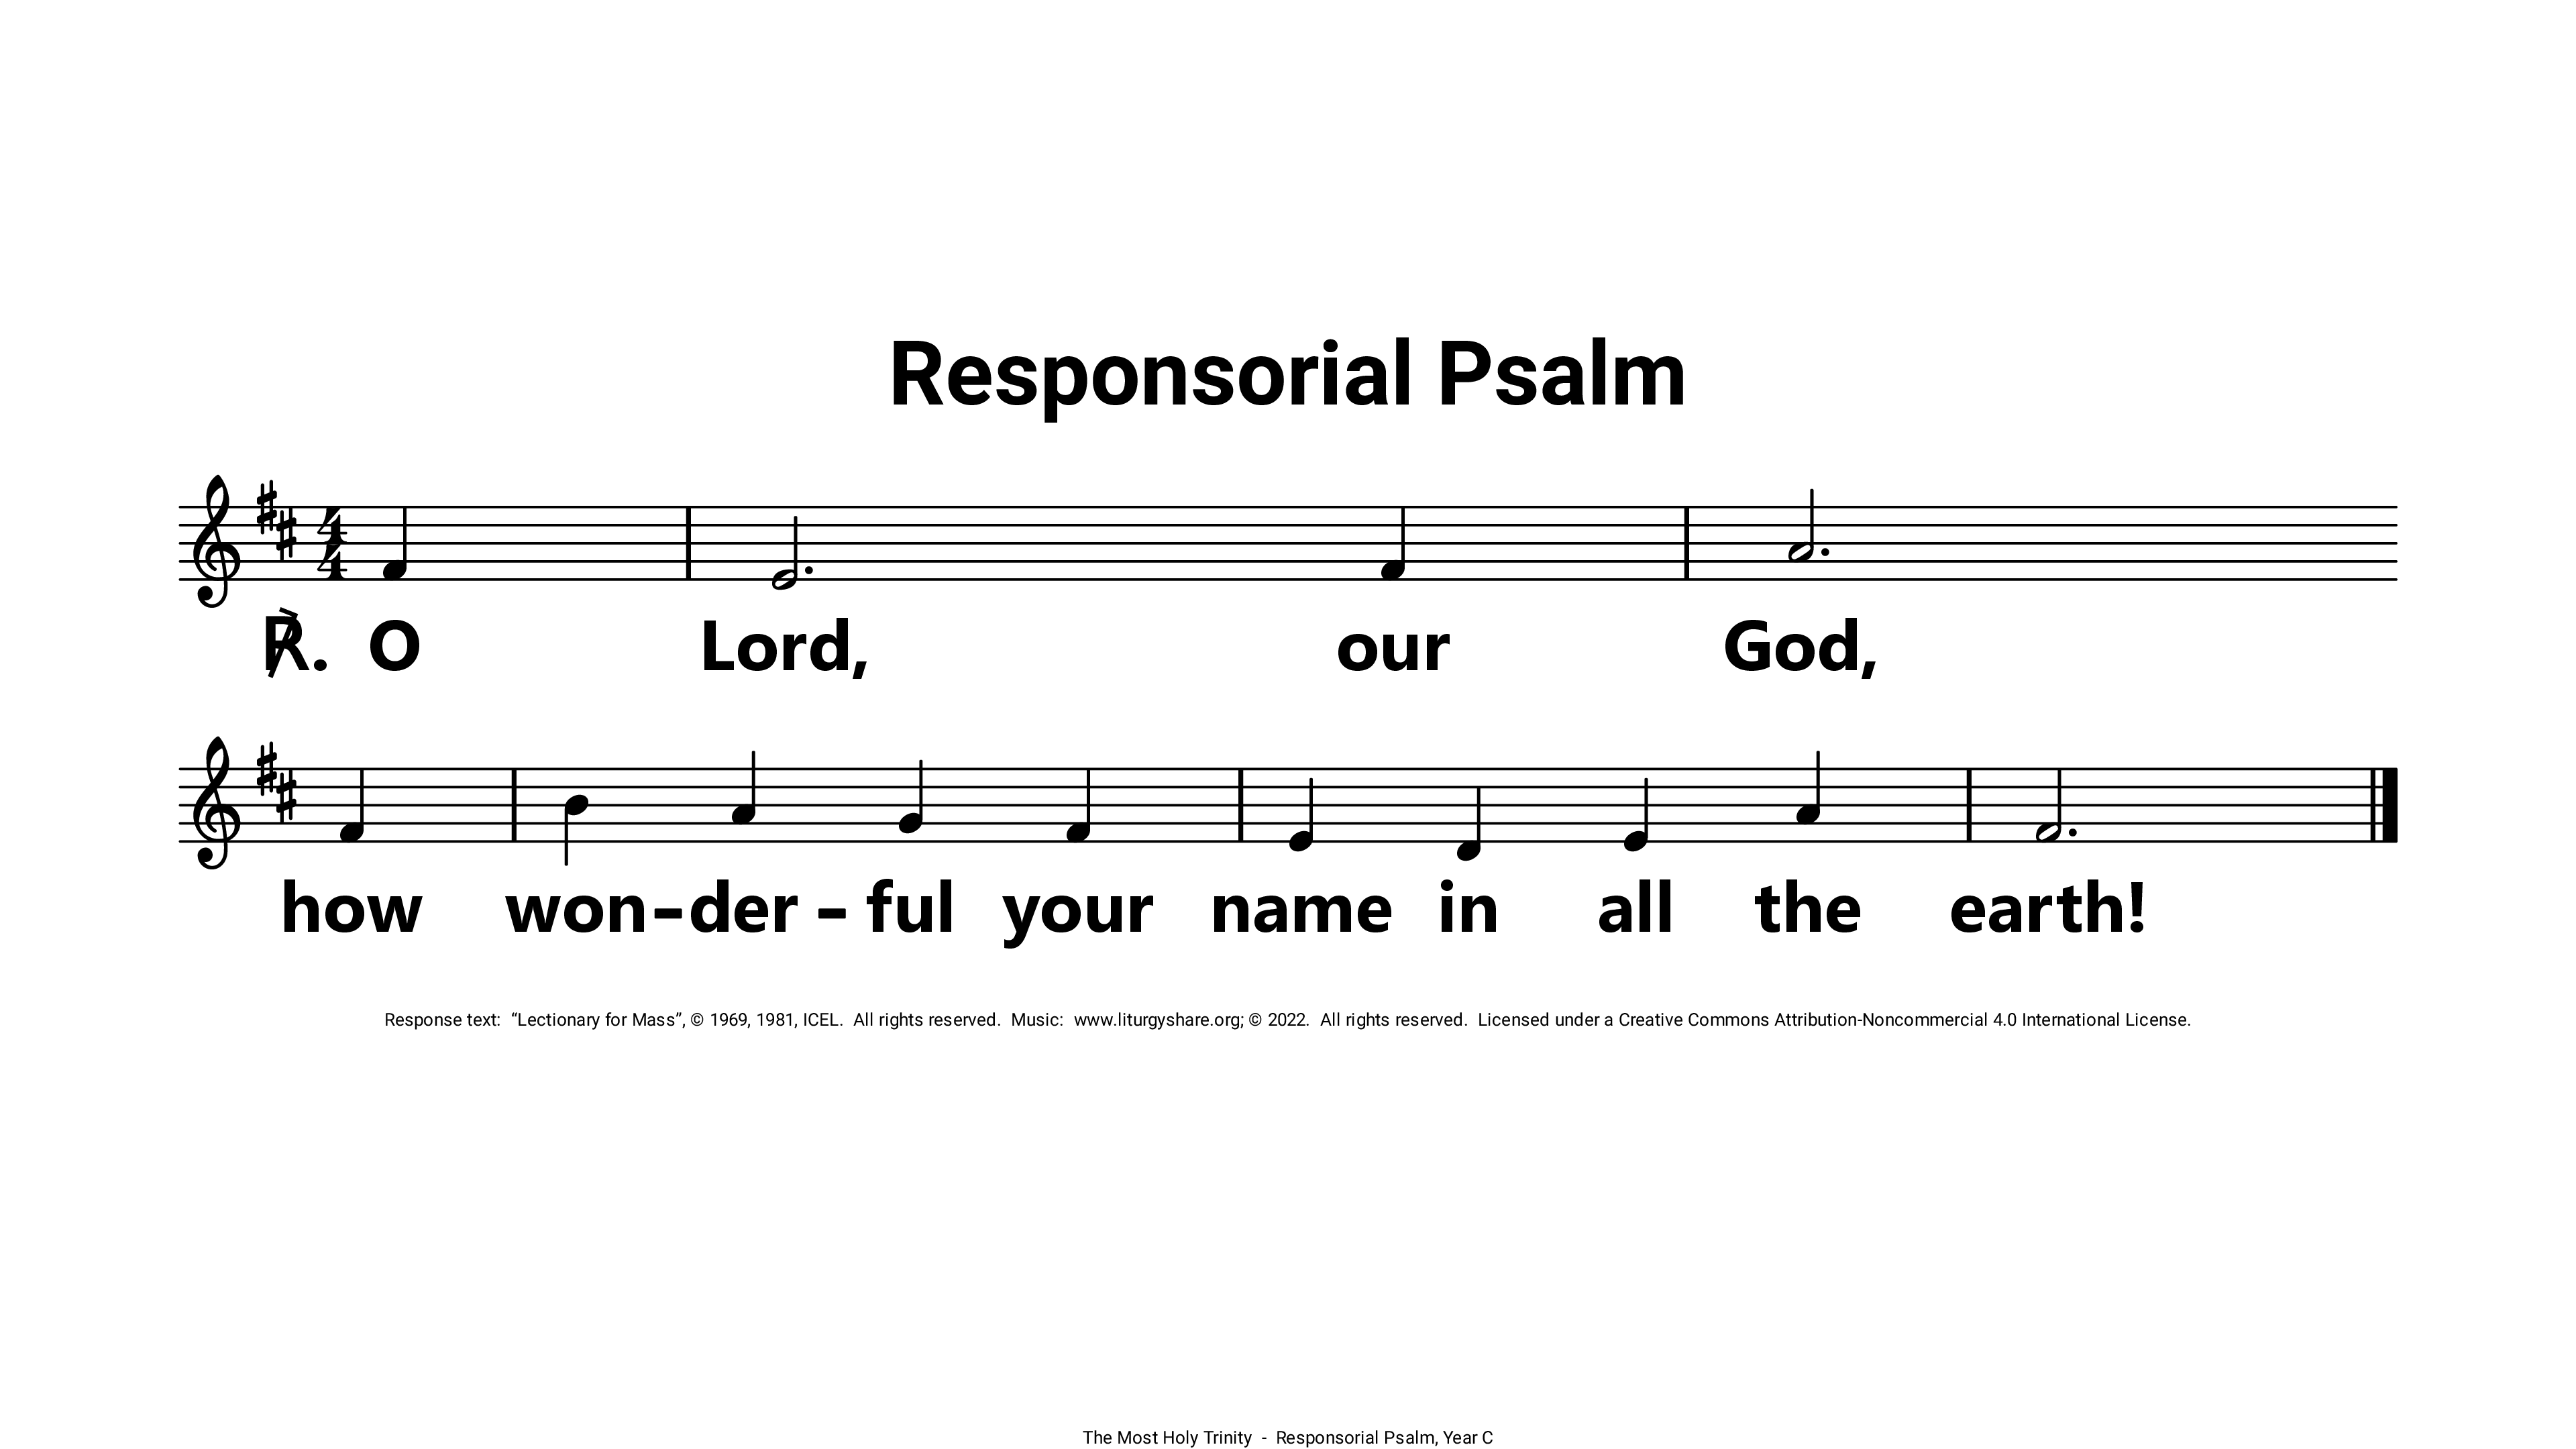 Responsorial Psalm
℟. O Lord, our God,
how won-der-ful your name in all the earth!
Response text: “Lectionary for Mass”, © 1969, 1981, ICEL. All rights reserved. Music: www.liturgyshare.org; © 2022. All rights reserved. Licensed under a Creative Commons Attribution-Noncommercial 4.0 International License.
The Most Holy Trinity - Responsorial Psalm, Year C